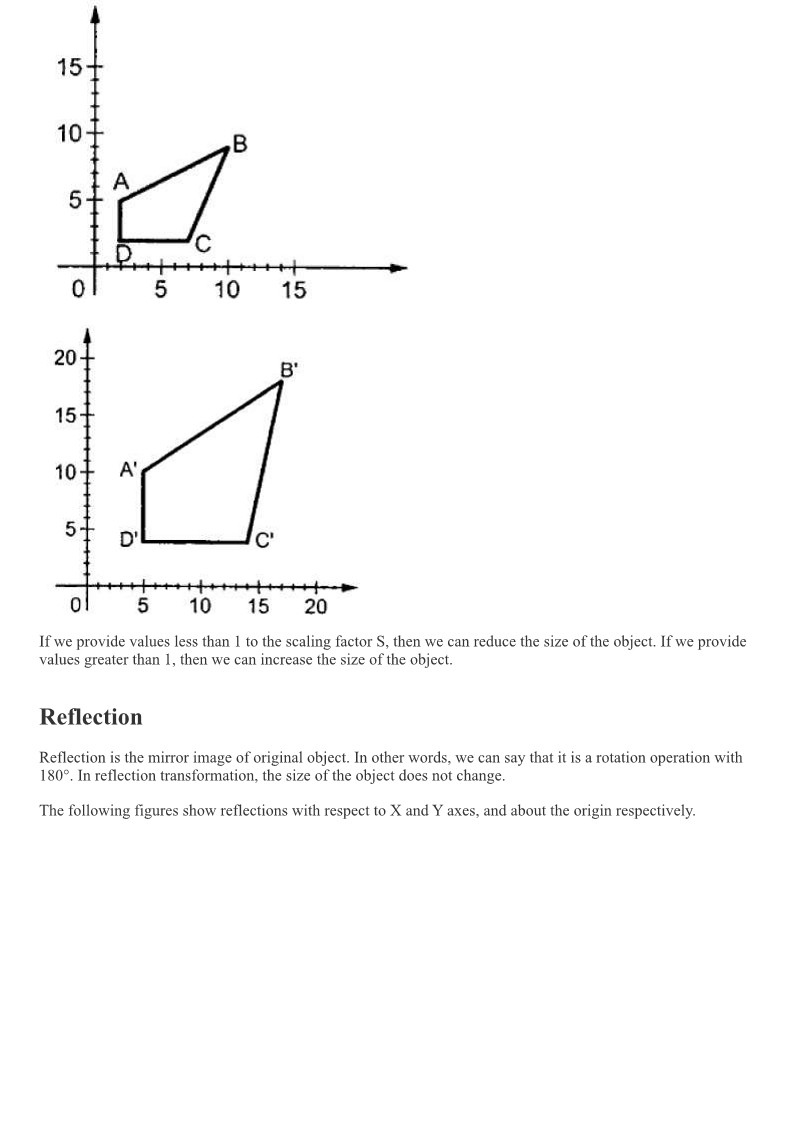 15
10
B
A
5
C
D
0 5 10 15
20
B'
15
10 A'
5
D' C'
0 5 10 15 20
If we provide values less than 1 to the scaling factor S, then we can reduce the size of the object. If we provide
values greater than 1, then we can increase the size of the object.
Reflection
Reflection is the mirror image of original object. In other words, we can say that it is a rotation operation with
180°. In reflection transformation, the size of the object does not change.
The following figures show reflections with respect to X and Y axes, and about the origin respectively.